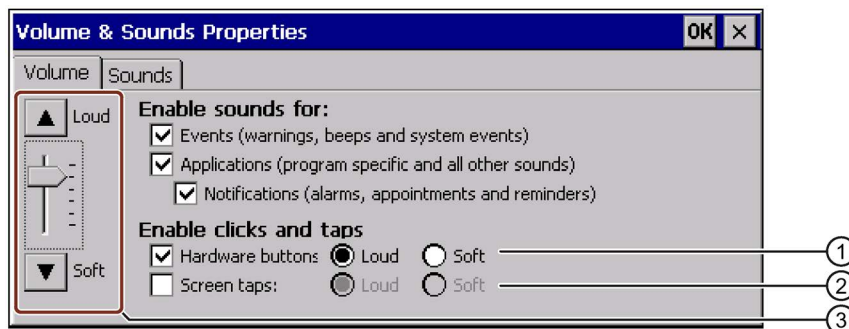 Volume & Sounds Properties OK ×
Volume Sounds
Loud
Soft
Enable sounds for:
Events (warnings, beeps and system events)
Applications (program specific and all other sounds)
Notifications (alarms, appointments and reminders)
Enable clicks and taps
Hardware buttons Loud Soft
Screen taps: Loud Soft
1
2
3